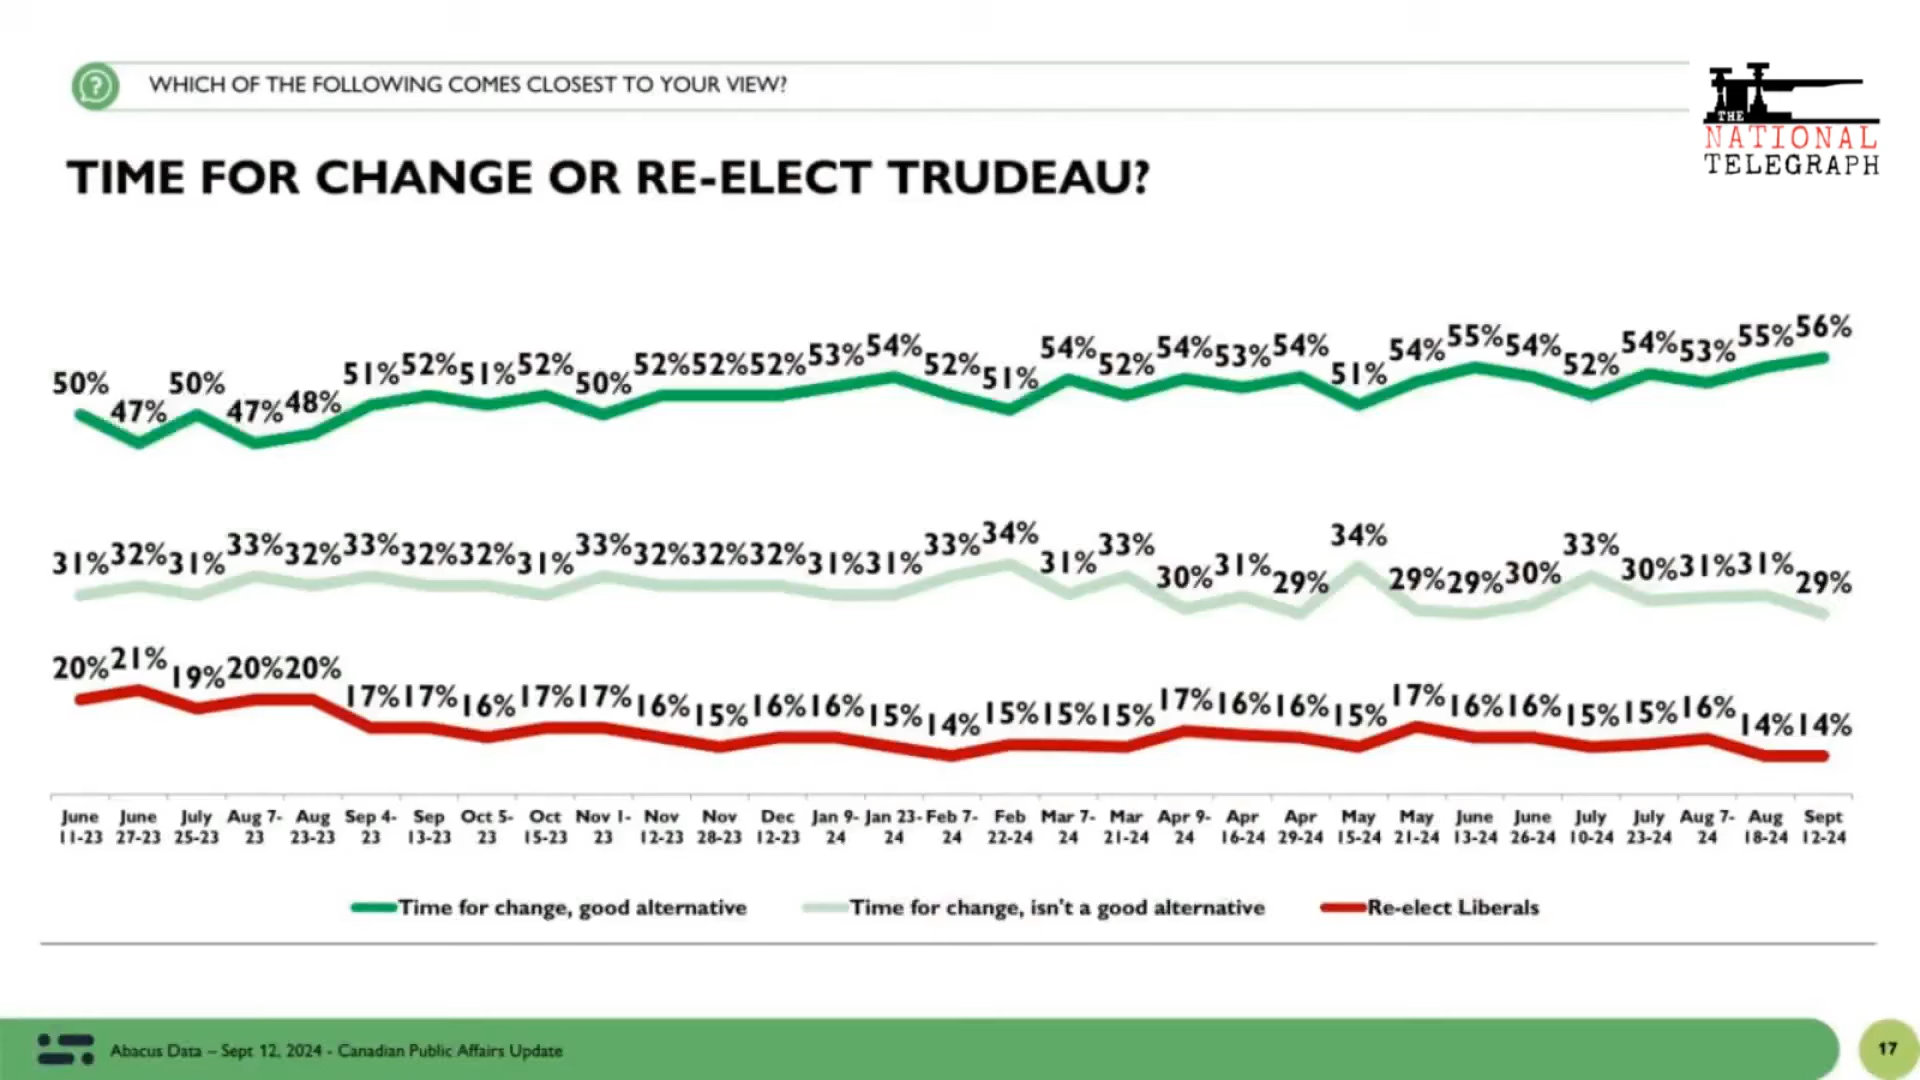 WHICH OF THE FOLLOWING COMES CLOSEST TO YOUR VIEW?
THE
NATIONAL
TELEGRAPH
TIME FOR CHANGE OR RE-ELECT TRUDEAU?
50% 47% 50% 47% 48% 51% 52% 51% 52% 50% 52% 52% 52% 53% 54% 52% 51% 54% 52% 54% 53% 54% 51% 54% 55% 54% 52% 54% 53% 55% 56%
31% 32% 31% 33% 32% 33% 32% 32% 31% 33% 32% 32% 32% 31% 31% 33% 34% 31% 33% 30% 31% 29% 34% 29% 29% 30% 33% 30% 31% 31% 29%
20% 21% 19% 20% 20% 17% 17% 16% 17% 17% 16% 15% 16% 16% 15% 14% 15% 15% 15% 17% 16% 16% 15% 17% 16% 16% 15% 15% 16% 14% 14%
June June July Aug 7- Aug Sep 4- Sep Oct 5- Oct Nov 1- Nov Nov Dec Jan 9- Jan 23- Feb 7- Feb Mar 7- Mar Apr 9- Apr Apr May May June June July July Aug 7- Aug Sept
11-23 27-23 25-23 23 23-23 23 13-23 23 15-23 23 12-23 28-23 12-23 24 24 24 22-24 24 21-24 24 16-24 29-24 15-24 21-24 13-24 26-24 10-24 23-24 24 18-24 12-24
Time for change, good alternative Time for change, isn't a good alternative Re-elect Liberals
Abacus Data – Sept 12, 2024 - Canadian Public Affairs Update
17